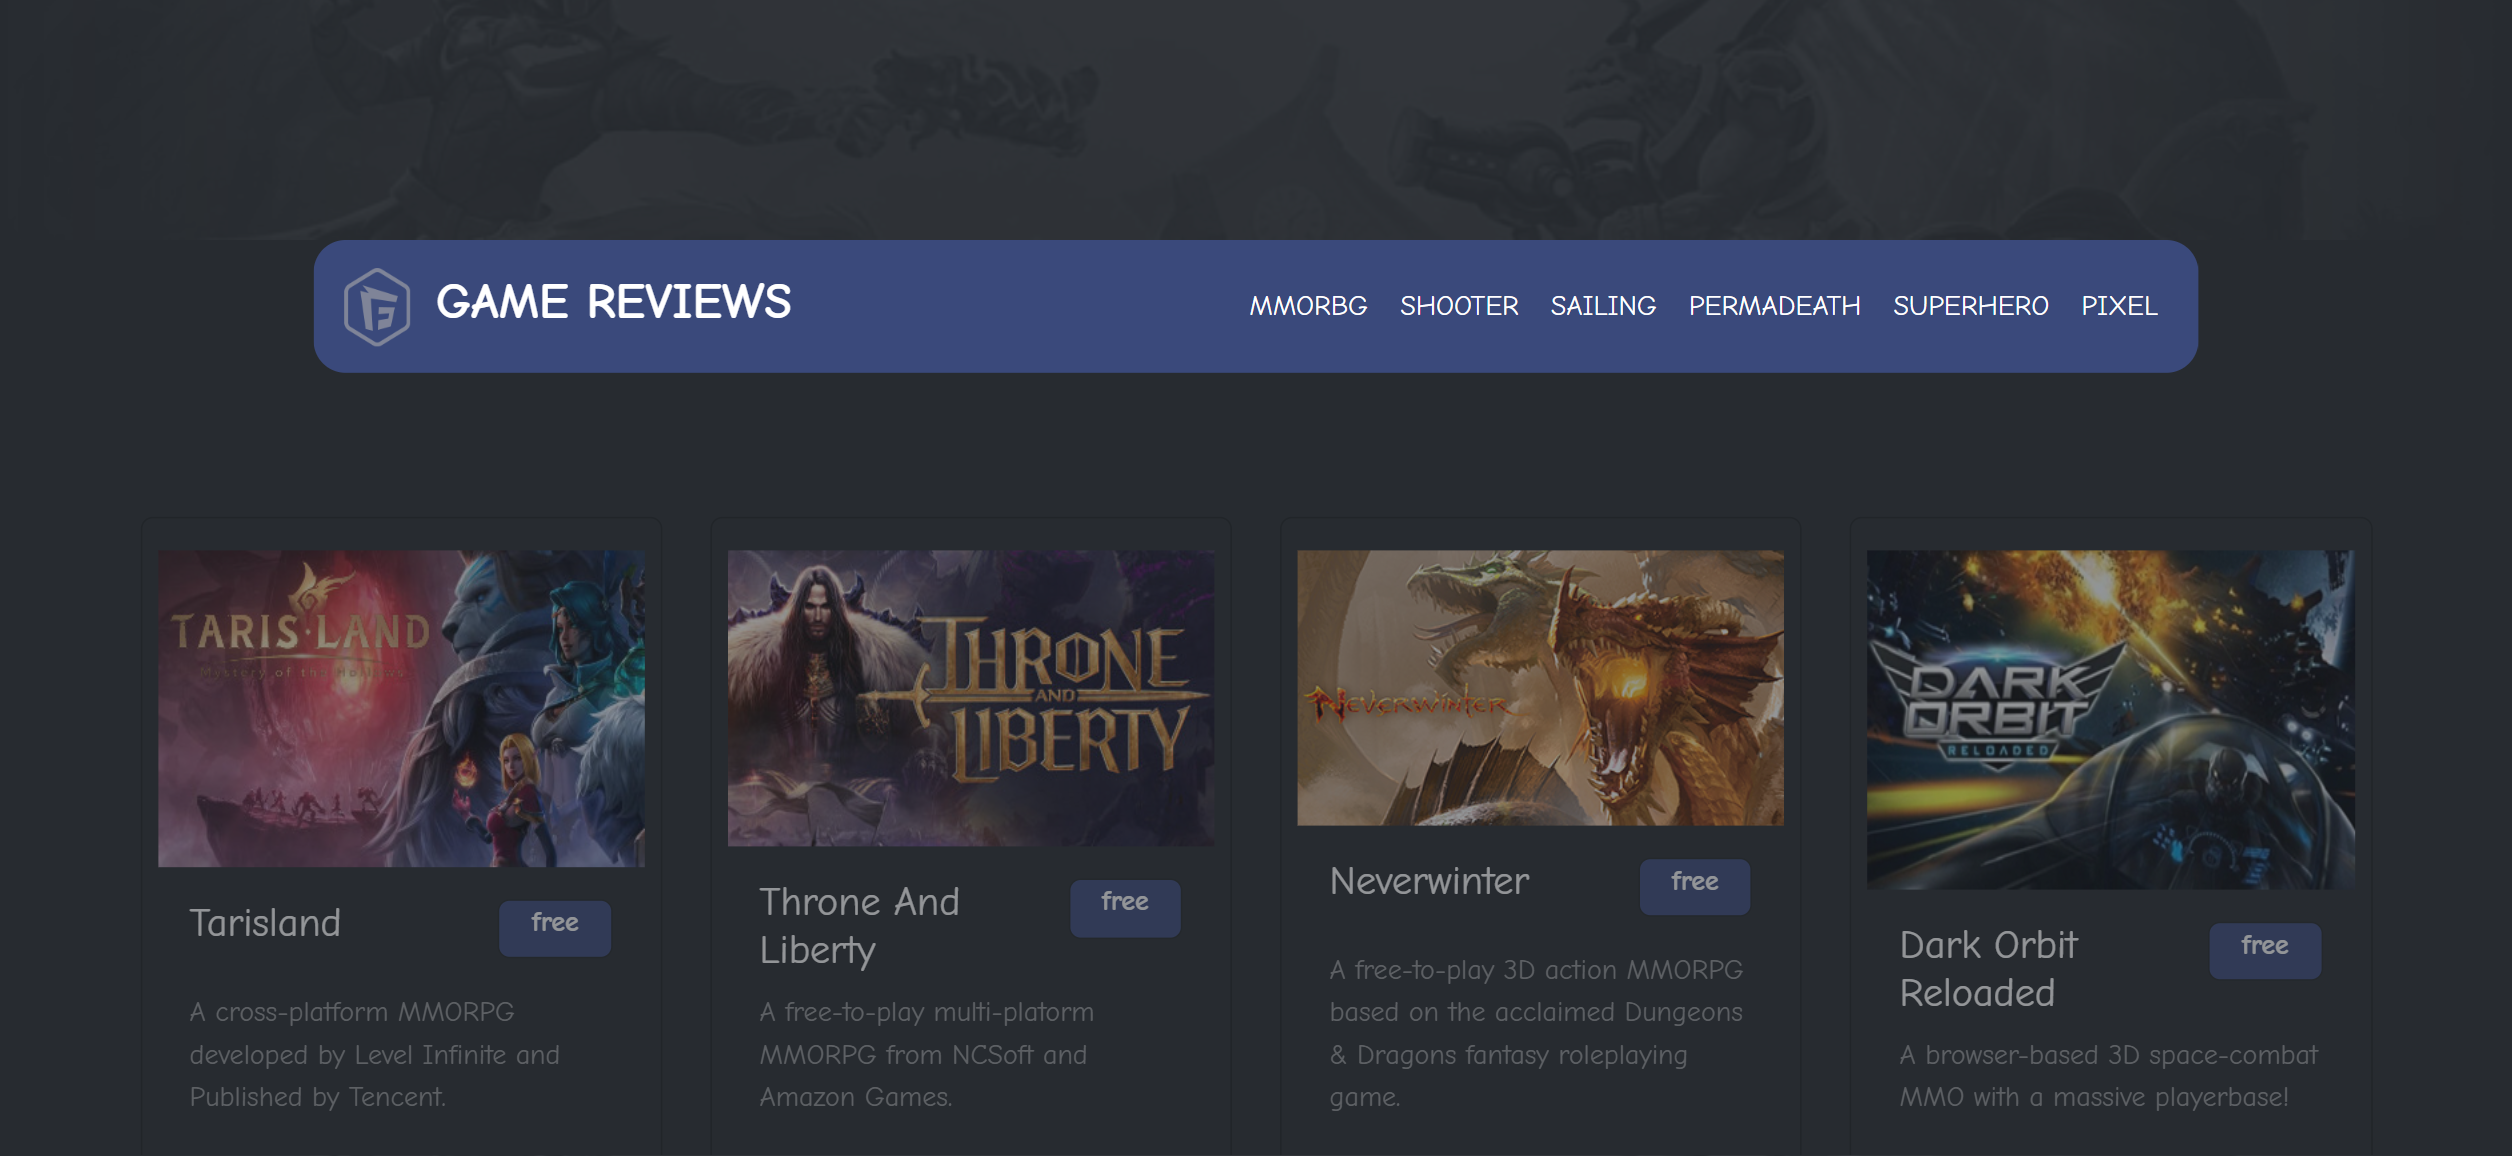 GAME REVIEWS
MMORBG SHOOTER SAILING PERMADEATH SUPERHERO PIXEL
TARIS·LAND
Mystery of the Hollows
THRONE
AND
LIBERTY
NEVERWINTER
DARK
ORBIT
RELOADED
Tarisland
free
A cross-platform MMORPG
developed by Level Infinite and
Published by Tencent.
Throne And
Liberty
free
A free-to-play multi-platorm
MMORPG from NCSoft and
Amazon Games.
Neverwinter
free
A free-to-play 3D action MMORPG
based on the acclaimed Dungeons
& Dragons fantasy roleplaying
game.
Dark Orbit
Reloaded
free
A browser-based 3D space-combat
MMO with a massive playerbase!